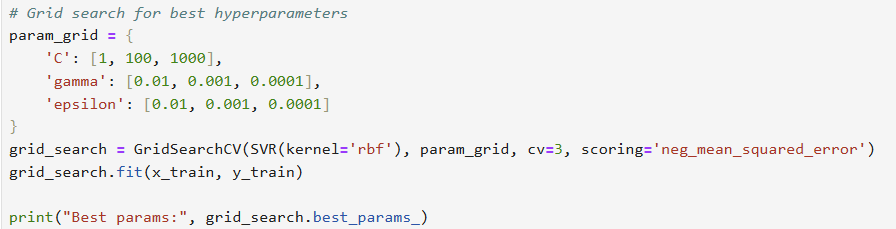 # Grid search for best hyperparameters
param_grid = {
    'C': [1, 100, 1000],
    'gamma': [0.01, 0.001, 0.0001],
    'epsilon': [0.01, 0.001, 0.0001]
}
grid_search = GridSearchCV(SVR(kernel='rbf'), param_grid, cv=3, scoring='neg_mean_squared_error')
grid_search.fit(x_train, y_train)

print("Best params:", grid_search.best_params_)